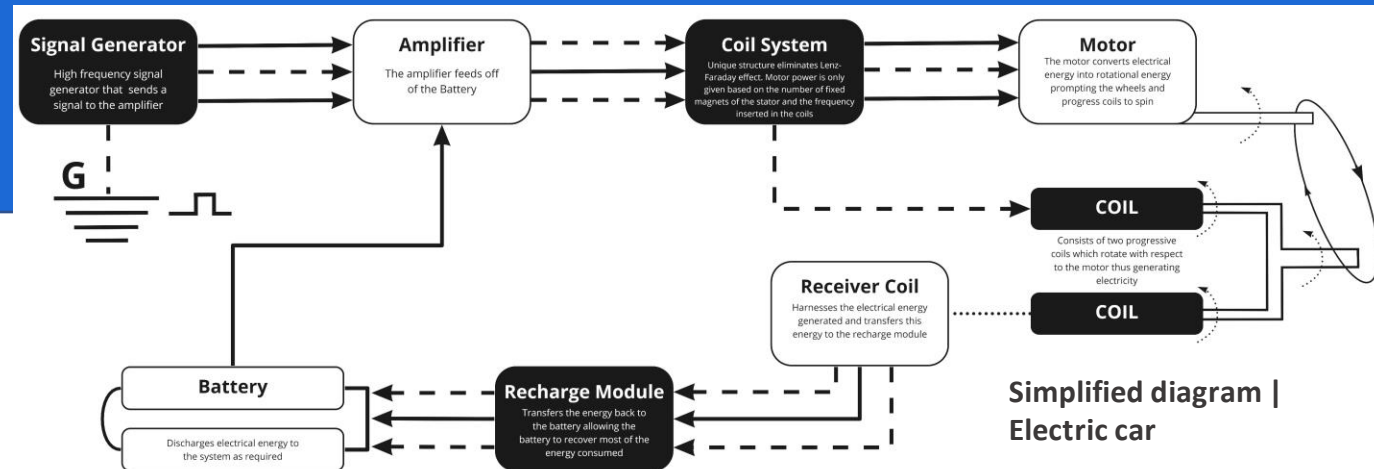 Signal Generator
High frequency signal
generator that sends a
signal to the amplifier
Amplifier
The amplifier feeds off
of the Battery
Coil System
Unique structure eliminates Lenz-
Faraday effect. Motor power is only
given based on the number of fixed
magnets of the stator and the frequency
inserted in the coils
Motor
The motor converts electrical
energy into rotational energy
prompting the wheels and
progress coils to spin
G
COIL
Consists of two progressive
coils which rotate with respect
to the motor thus generating
electricity
COIL
Receiver Coil
Harnesses the electrical energy
generated and transfers this
energy to the recharge module
Battery
Discharges electrical energy to
the system as required
Recharge Module
Transfers the energy back to
the battery allowing the
battery to recover most of the
energy consumed
Simplified diagram |
Electric car